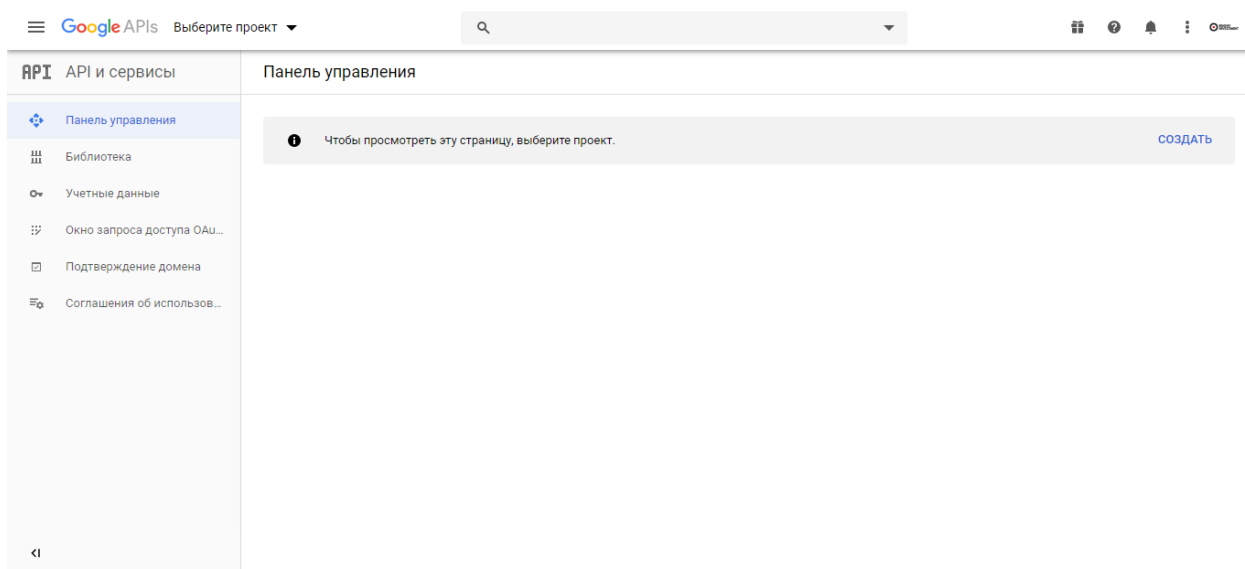 Google APIs Выберите проект
API API и сервисы
Панель управления
Панель управления
Библиотека
Учетные данные
Окно запроса доступа OAu...
Подтверждение домена
Соглашения об использов...
Чтобы просмотреть эту страницу, выберите проект.
СОЗДАТЬ